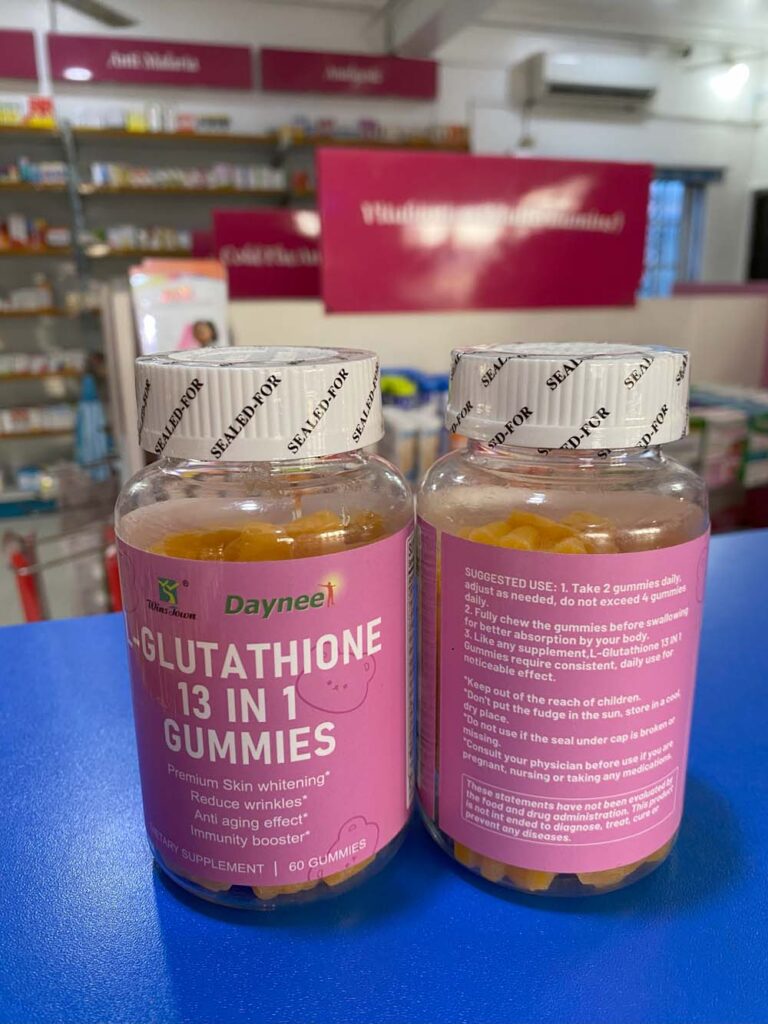 Anti Malaria
SEALED-FOR
SEALED-FOR
SEALED-FOR
SEALED-FOR
SEALED-FOR
SEALED-FOR
SEALED-FOR
Wins Town
®
Daynee
L-GLUTATHIONE
13 IN 1
GUMMIES
Premium Skin whitening*
Reduce wrinkles*
Anti aging effect*
Immunity booster*
DIETARY SUPPLEMENT | 60 GUMMIES
SUGGESTED USE: 1. Take 2 gummies daily,
adjust as needed, do not exceed 4 gummies
daily.
2. Fully chew the gummies before swallowing
for better absorption by your body.
3. Like any supplement,L-Glutathione 13 IN 1
Gummies require consistent, daily use for
noticeable effect.
*Keep out of the reach of children.
*Don't put the fudge in the sun, store in a cool,
dry place.
*Do not use if the seal under cap is broken or
missing.
*Consult your physician before use if you are
pregnant, nursing or taking any medications.
These statements have not been evaluated by
the food and drug administration. This product
is not int ended to diagnose, treat, cure or
prevent any diseases.